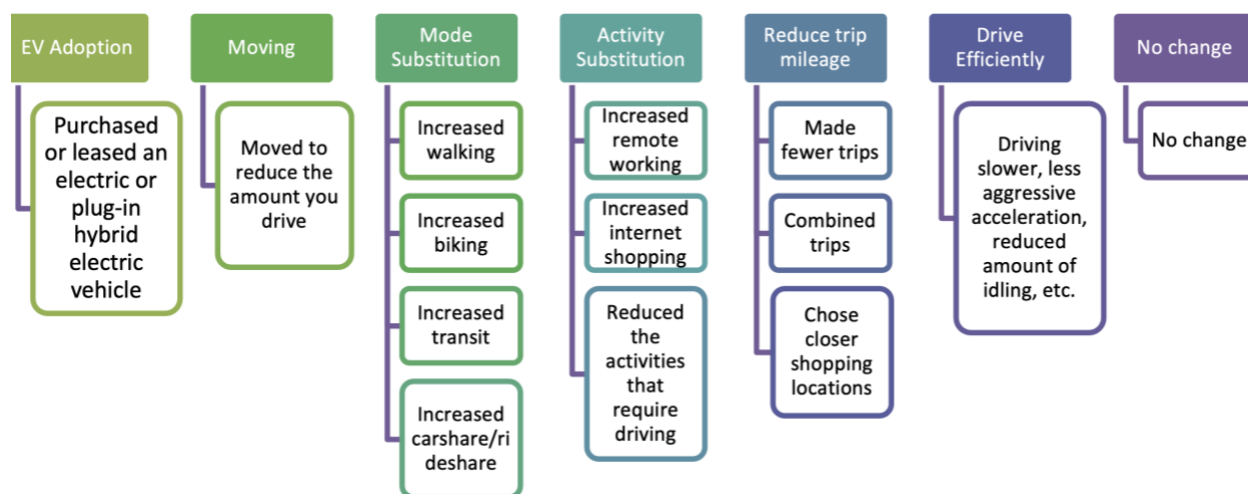 EV Adoption
Purchased
or leased an
electric or
plug-in
hybrid
electric
vehicle
Moving
Moved to
reduce the
amount you
drive
Mode
Substitution
Increased
walking
Increased
biking
Increased
transit
Increased
carshare/ri
deshare
Activity
Substitution
Increased
remote
working
Increased
internet
shopping
Reduced
the
activities
that
require
driving
Reduce trip
mileage
Made
fewer trips
Combined
trips
Chose
closer
shopping
locations
Drive
Efficiently
Driving
slower, less
aggressive
acceleration,
reduced
amount of
idling, etc.
No change
No change